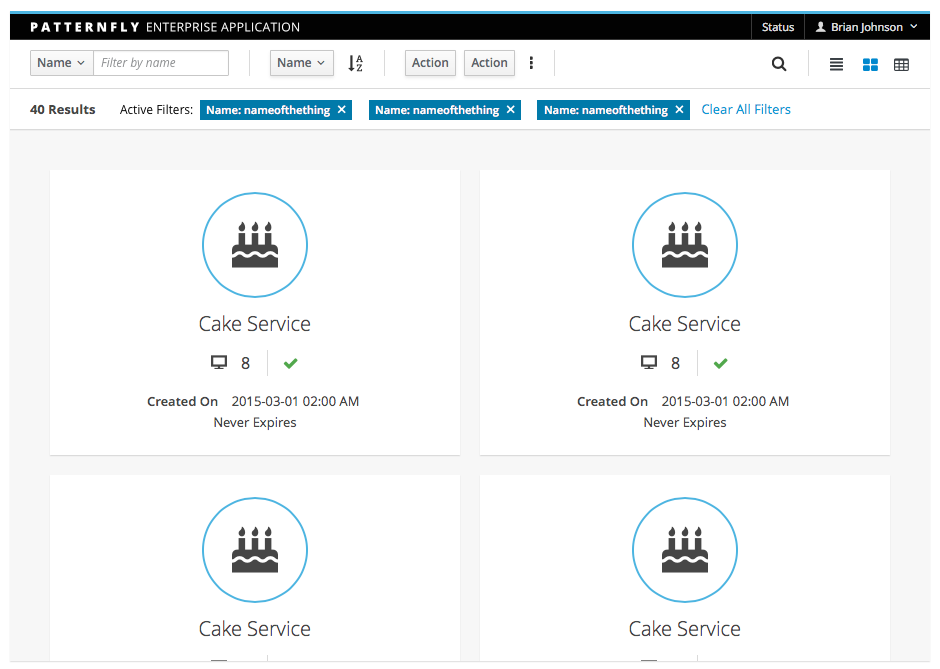 PATTERNFLY ENTERPRISE APPLICATION Status Brian Johnson
Name Filter by name Name Action Action
40 Results Active Filters: Name: nameofthething Name: nameofthething Name: nameofthething Clear All Filters
Cake Service Cake Service
8 8
Created On 2015-03-01 02:00 AM Created On 2015-03-01 02:00 AM
Never Expires Never Expires
Cake Service Cake Service